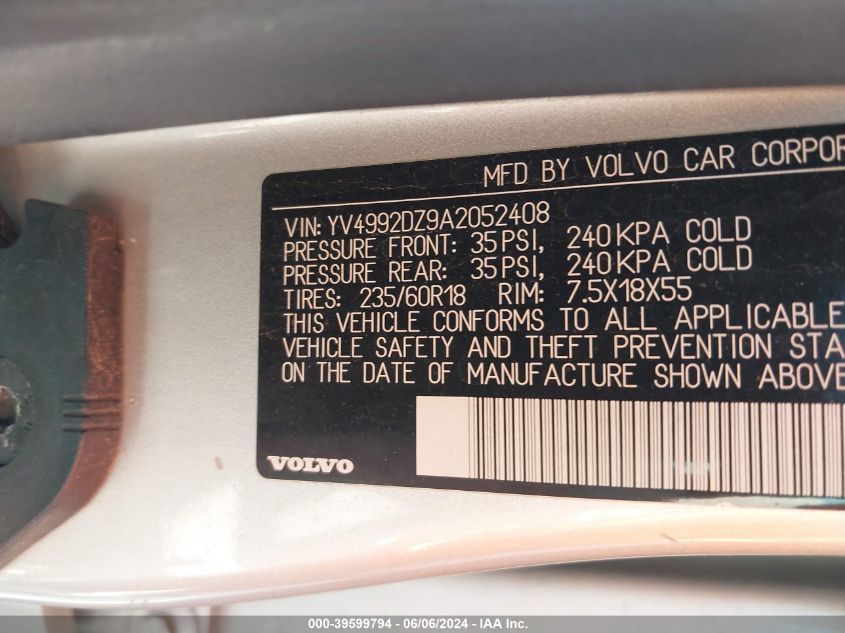 MFD BY VOLVO CAR
VIN: YV4992DZ9A2052408
PRESSURE FRONT: 35 PSI, 240 KPA COLD
PRESSURE REAR: 35 PSI, 240 KPA COLD
TIRES: 235/60R18 RIM: 7.5X18X55
THIS VEHICLE CONFORMS TO ALL APPLICABLE
VEHICLE SAFETY AND THEFT PREVENTION
ON THE DATE OF MANUFACTURE SHOWN ABOVE
VOLVO
000-39599794 - 06/06/2024 - IAA Inc.